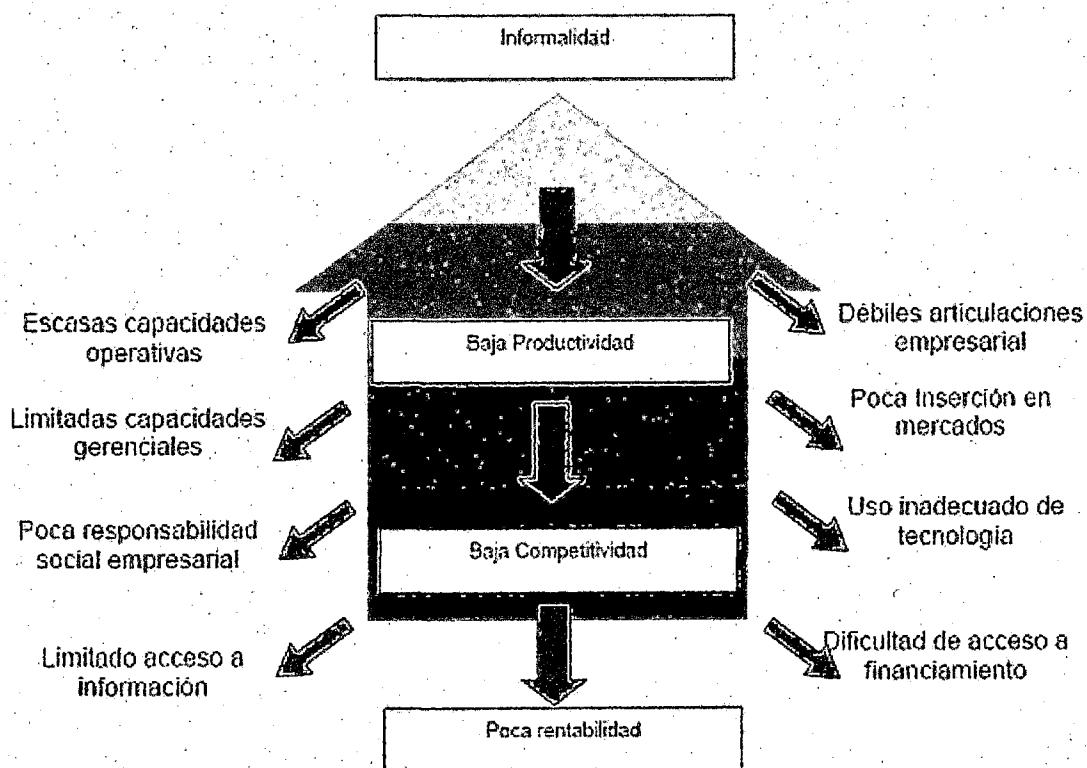 Informalidad
Escasas capacidades
operativas
Baja Productividad
Débiles articulaciones
empresarial
Limitadas capacidades
gerenciales
Poca Inserción en
mercados
Poca responsabilidad
social empresarial
Baja Competitividad
Uso inadecuado de
tecnología
Limitado acceso a
información
Dificultad de acceso a
financiamiento
Poca rentabilidad